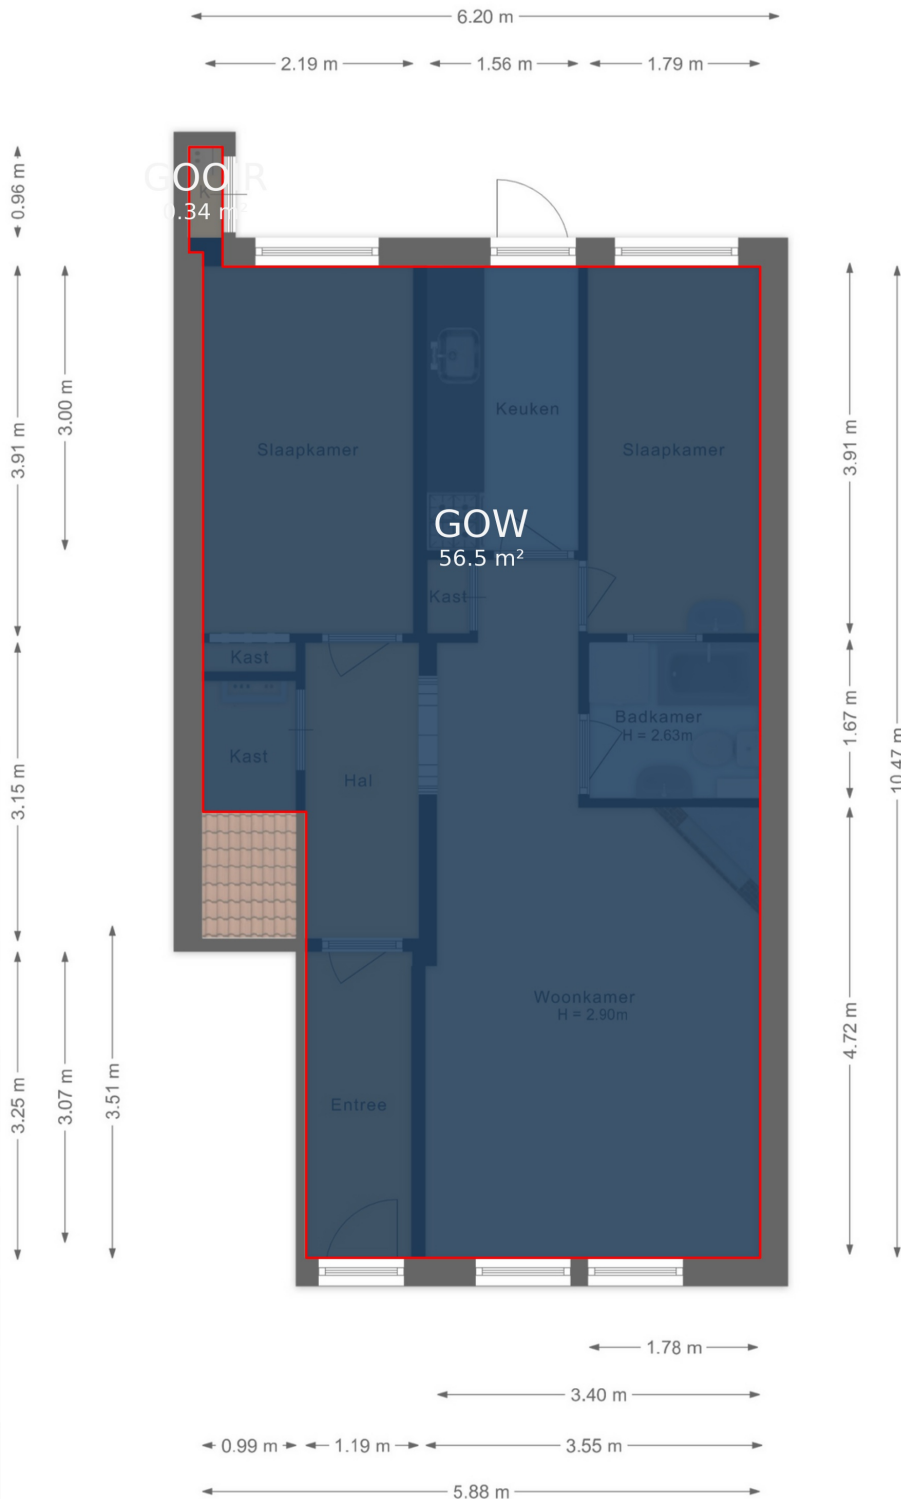 6.20 m
2.19 m
1.56 m
1.79 m
0.96 m
GOOIR
K
0.34 m²
3.91 m
3.00 m
3.91 m
10.47 m
Keuken
Slaapkamer
Slaapkamer
GOW
56.5 m²
Kast
Kast
3.15 m
Kast
Hal
Badkamer
H = 2.63m
1.67 m
Woonkamer
H = 2.90m
4.72 m
Entree
3.25 m
3.07 m
3.51 m
1.78 m
3.40 m
0.99 m
1.19 m
3.55 m
5.88 m